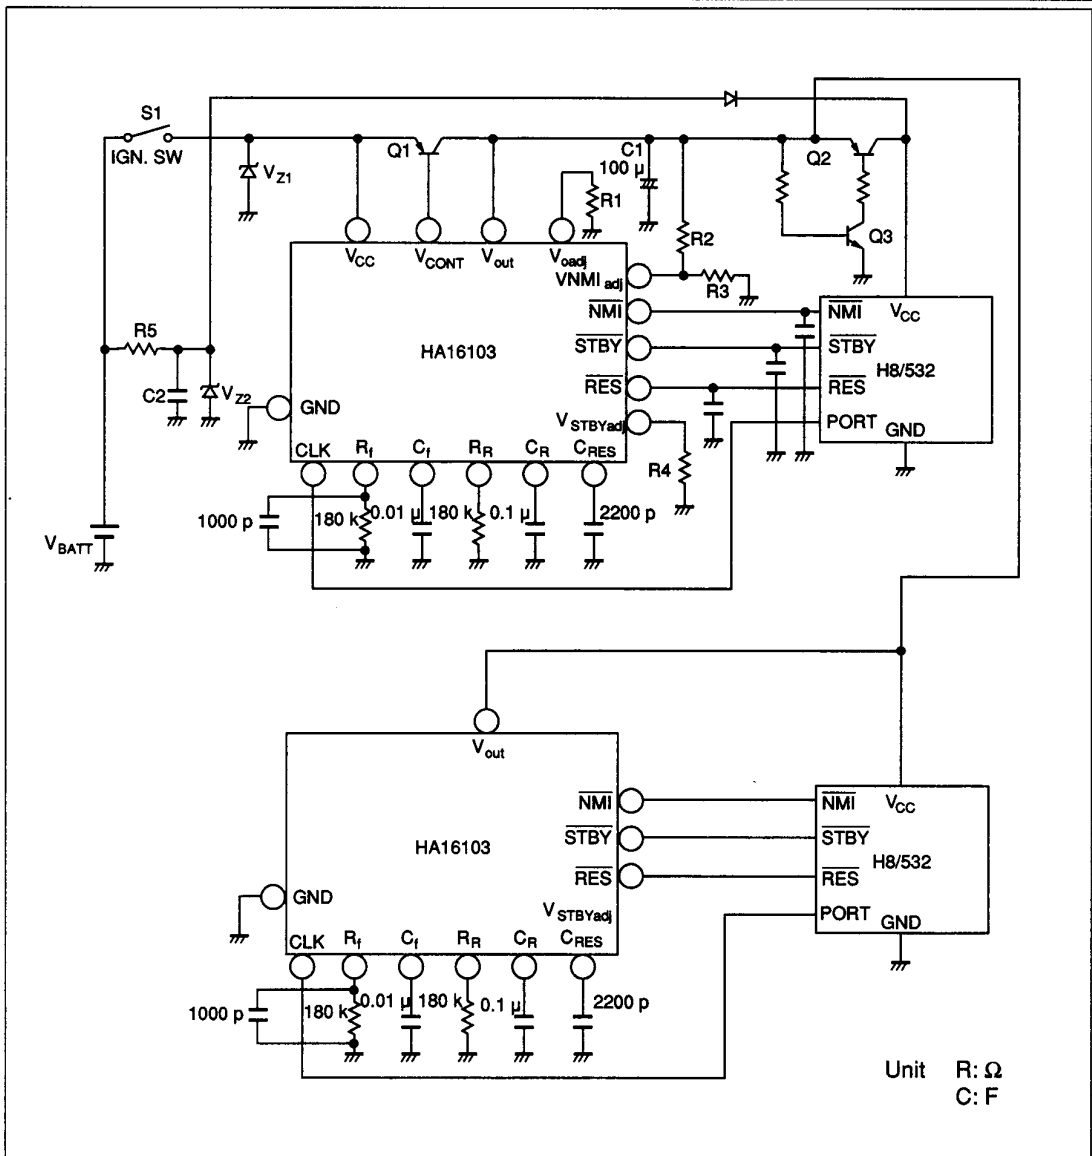 S1
IGN. SW
Q1
C1
100 μ
Q2
V_Z1
R1
R2
Q3
V_CC
V_CONT
V_out
V_oadj
VNMI_adj
R3
NMI
NMI
V_CC
R5
HA16103
STBY
STBY
H8/532
C2
V_Z2
RES
RES
GND
V_STBYadj
PORT
GND
CLK
R_f
C_f
R_R
C_R
C_RES
R4
1000 p
180 k
0.01 μ
180 k
0.1 μ
2200 p
V_BATT
V_out
NMI
NMI
V_CC
HA16103
STBY
STBY
H8/532
RES
RES
GND
V_STBYadj
PORT
GND
CLK
R_f
C_f
R_R
C_R
C_RES
1000 p
180 k
0.01 μ
180 k
0.1 μ
2200 p
Unit R: Ω
C: F